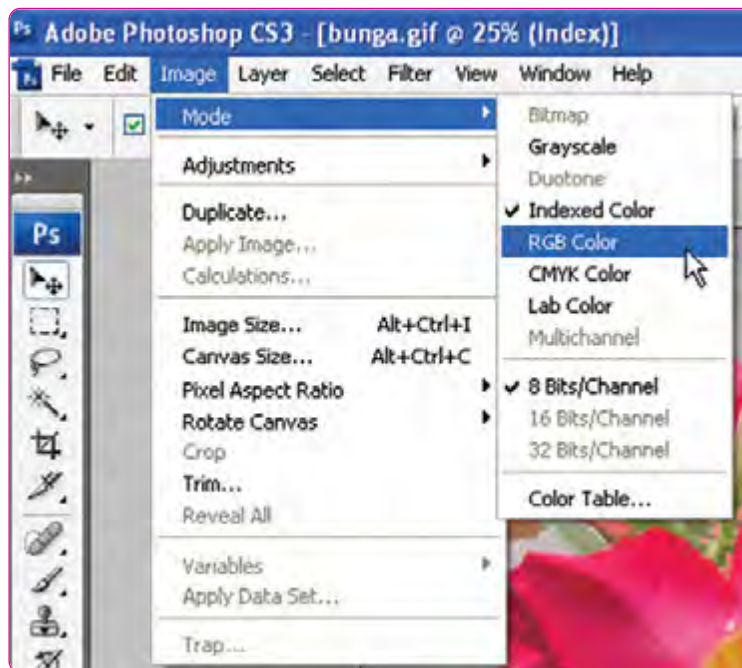 Ps Adobe Photoshop CS3 - [bunga.gif @ 25% (Index)]
Ps File Edit Image Layer Select Filter View Window Help
Ps
Mode
Adjustments
Duplicate...
Apply Image...
Calculations...
Image Size... Alt+Ctrl+I
Canvas Size... Alt+Ctrl+C
Pixel Aspect Ratio
Rotate Canvas
Crop
Trim...
Reveal All
Variables
Apply Data Set...
Trap...
Bitmap
Grayscale
Duotone
Indexed Color
RGB Color
CMYK Color
Lab Color
Multichannel
8 Bits/Channel
16 Bits/Channel
32 Bits/Channel
Color Table...